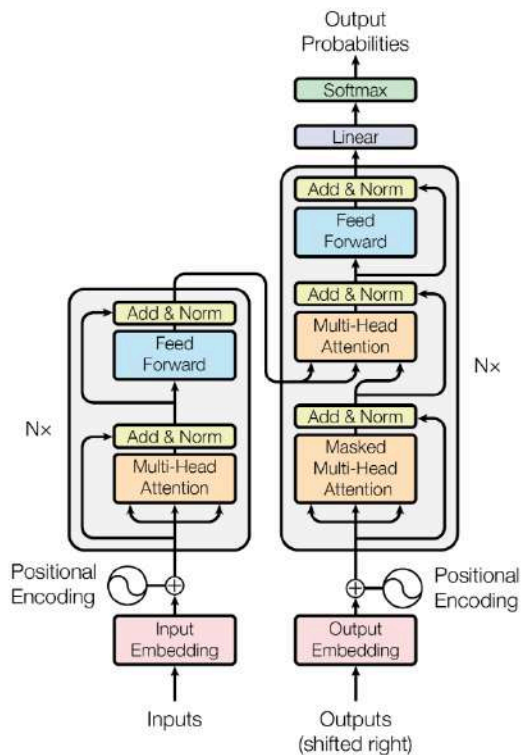 Output
Probabilities
Softmax
Linear
Add & Norm
Feed
Forward
Add & Norm
Multi-Head
Attention
Add & Norm
Masked
Multi-Head
Attention
N×
Add & Norm
Feed
Forward
Add & Norm
Multi-Head
Attention
N×
Positional
Encoding
Positional
Encoding
Input
Embedding
Output
Embedding
Inputs
Outputs
(shifted right)